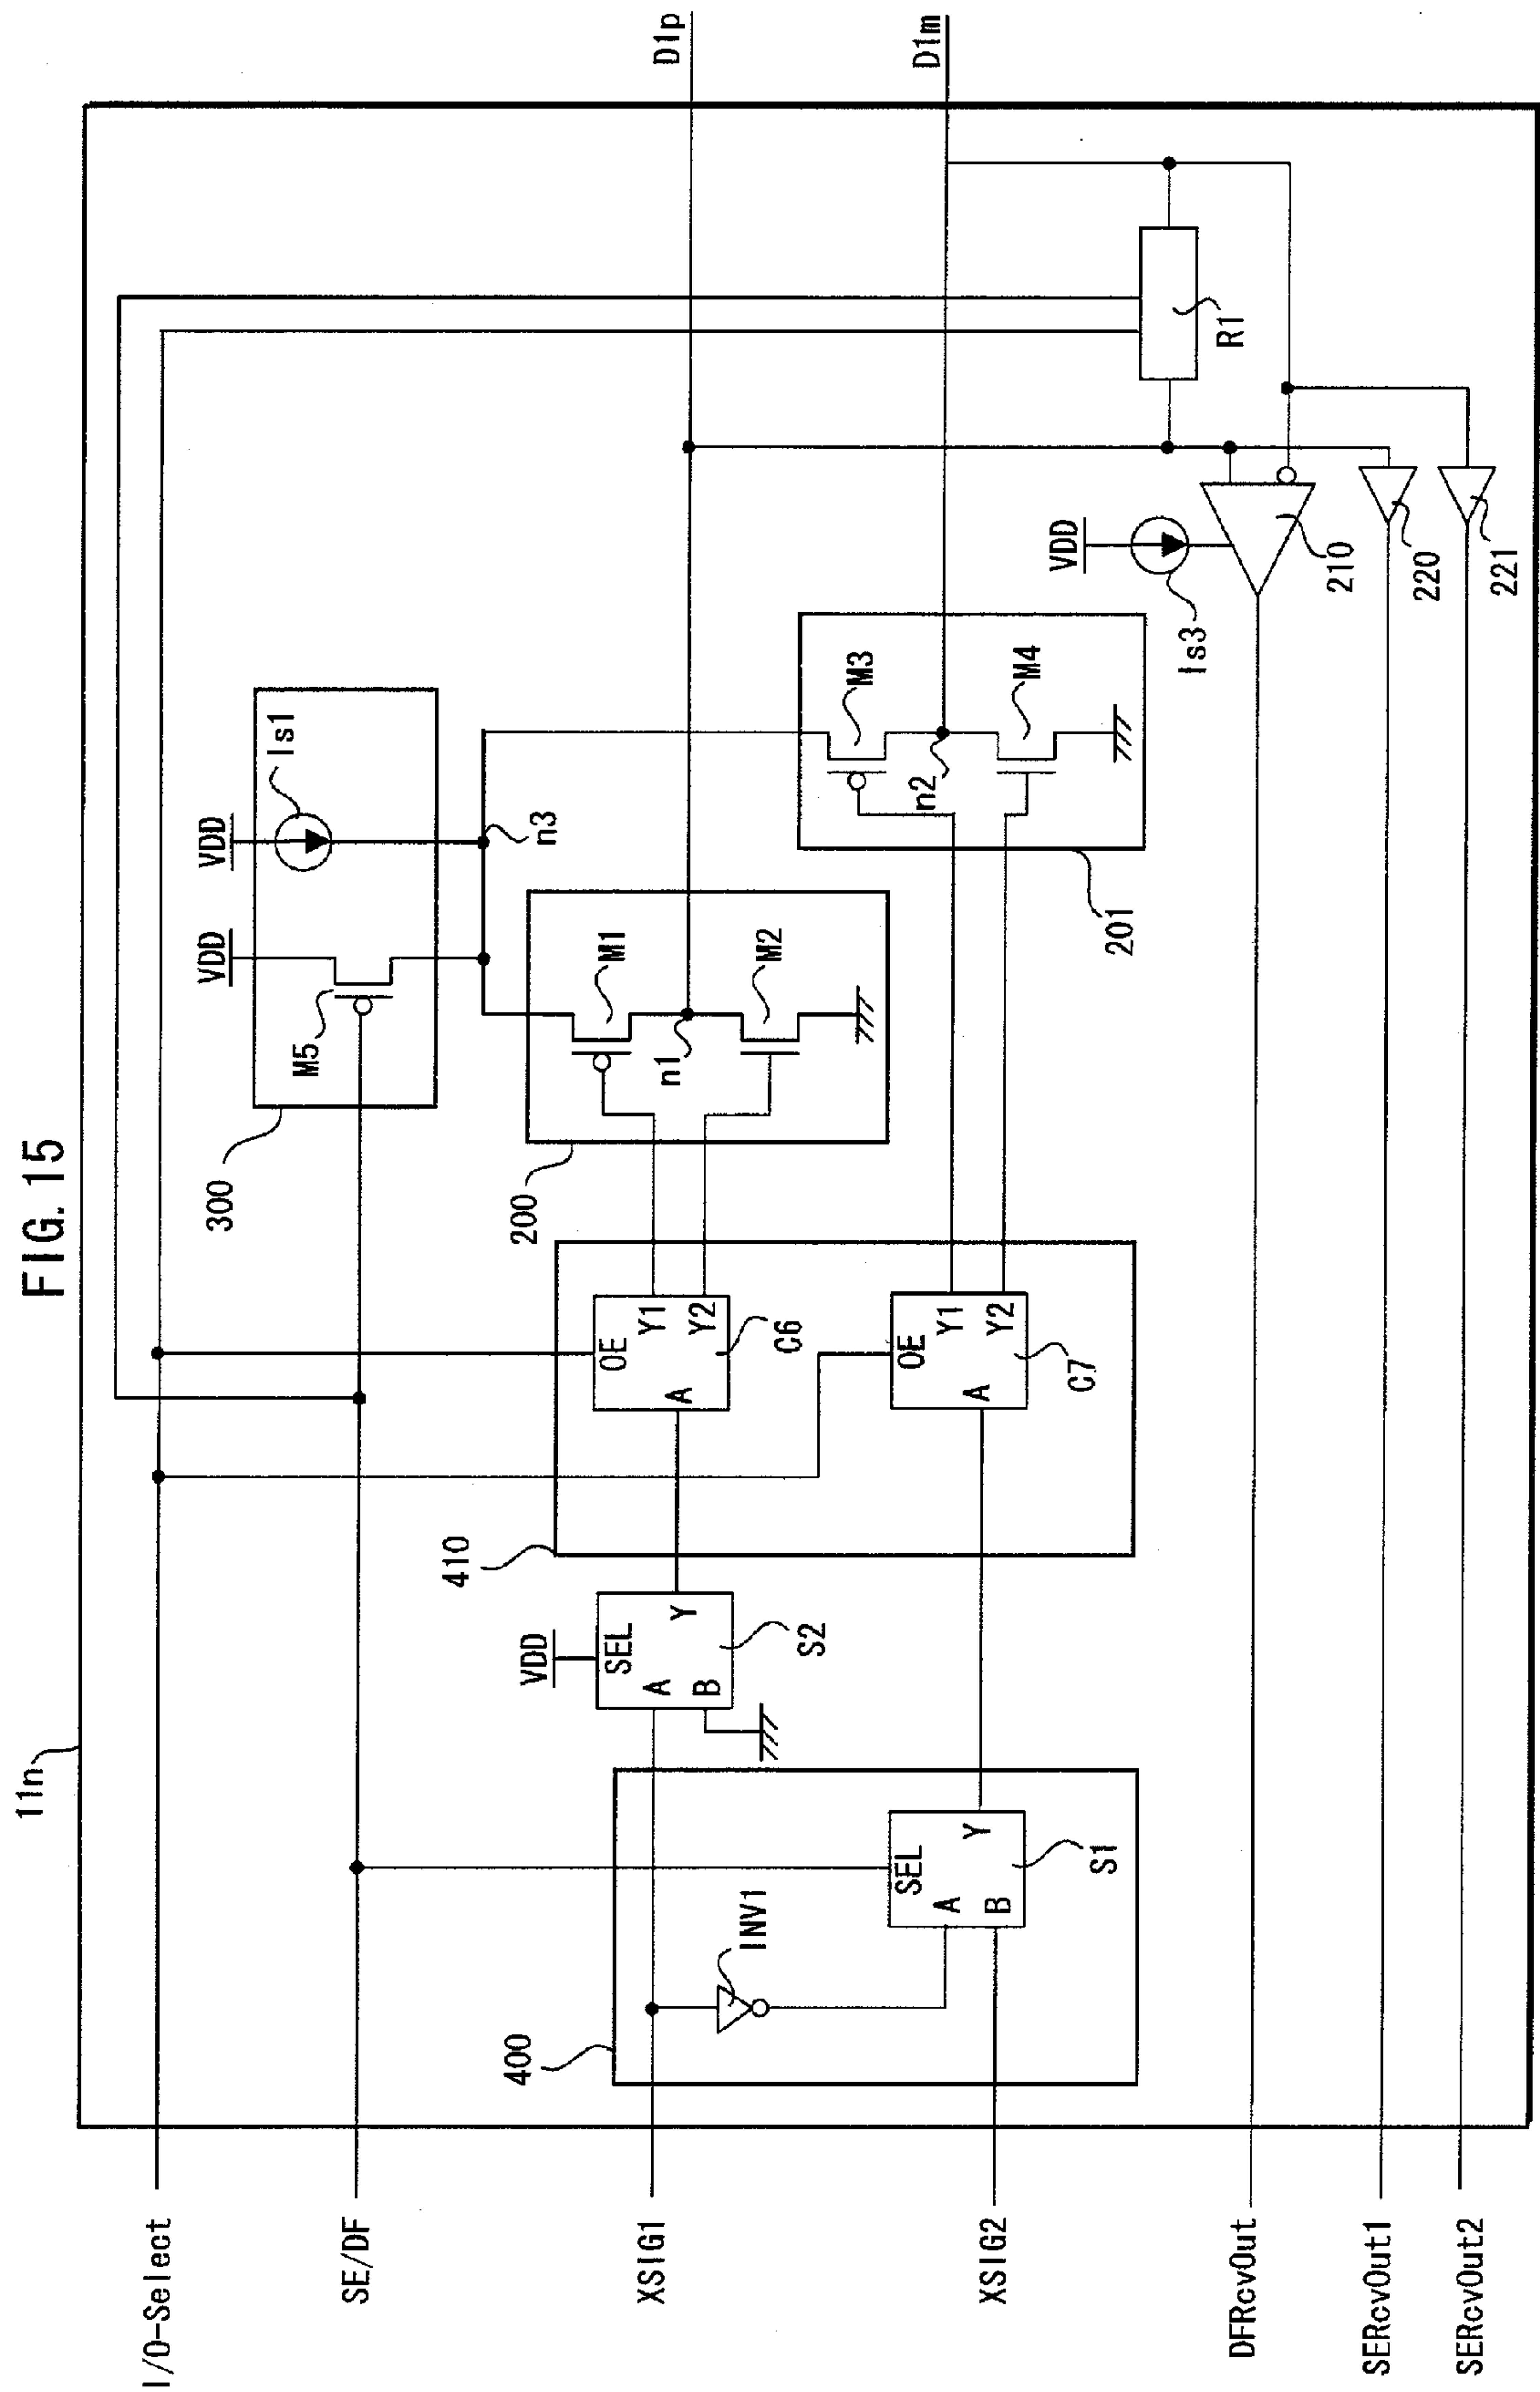 FIG. 15
11n
I/O-Select
SE/DF
XSIG1
XSIG2
DFRcvOut
SERcvOut1
SERcvOut2
400
INV1
SEL
A
B
Y
S1
VDD
SEL
A
B
Y
S2
410
OE
A
Y1
Y2
C6
OE
A
Y1
Y2
C7
300
VDD
M5
VDD
Is1
n3
200
M1
n1
M2
201
M3
n2
M4
VDD
Is3
210
220
221
R1
D1p
D1m